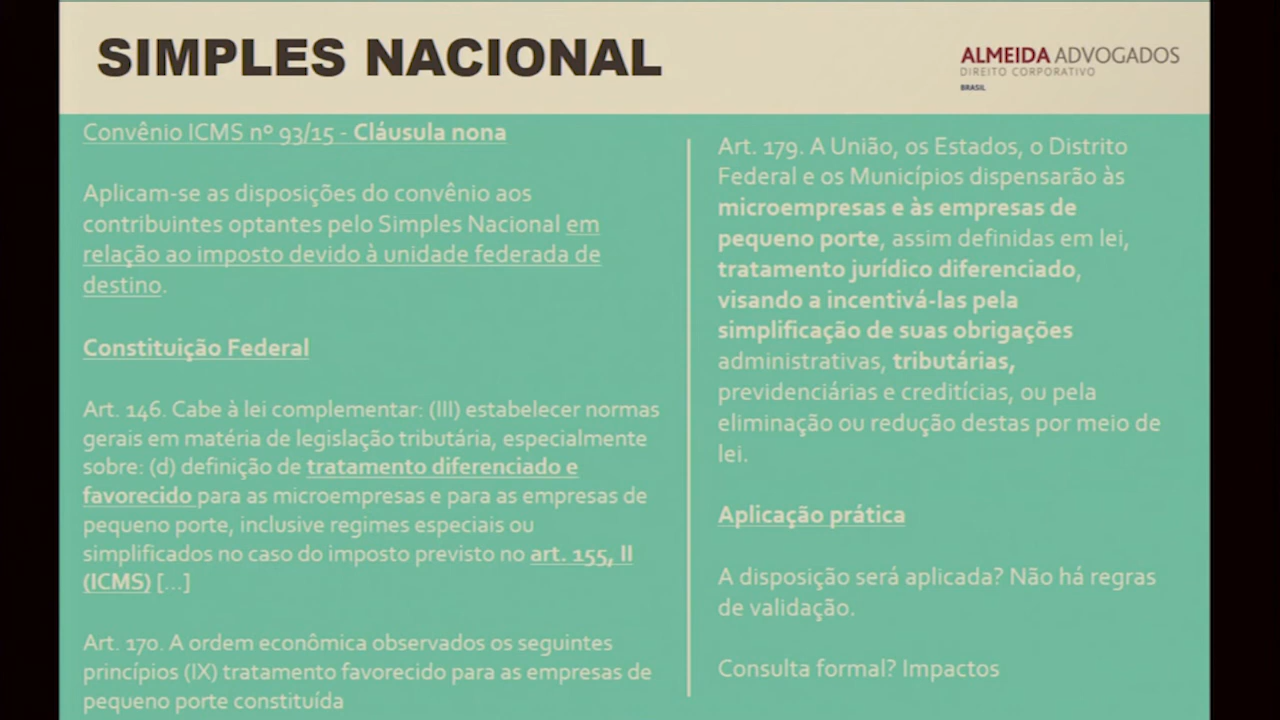 SIMPLES NACIONAL
ALMEIDA ADVOGADOS
DIREITO CORPORATIVO
BRASIL
Convênio ICMS nº 93/15 - Cláusula nona
Aplicam-se as disposições do convênio aos
contribuintes optantes pelo Simples Nacional em
relação ao imposto devido à unidade federada de
destino.
Constituição Federal
Art. 146. Cabe à lei complementar: (III) estabelecer normas
gerais em matéria de legislação tributária, especialmente
sobre: (d) definição de tratamento diferenciado e
favorecido para as microempresas e para as empresas de
pequeno porte, inclusive regimes especiais ou
simplificados no caso do imposto previsto no art. 155, II
(ICMS) [...]
Art. 170. A ordem econômica observados os seguintes
princípios (IX) tratamento favorecido para as empresas de
pequeno porte constituída
Art. 179. A União, os Estados, o Distrito
Federal e os Municípios dispensarão às
microempresas e às empresas de
pequeno porte, assim definidas em lei,
tratamento jurídico diferenciado,
visando a incentivá-las pela
simplificação de suas obrigações
administrativas, tributárias,
previdenciárias e creditícias, ou pela
eliminação ou redução destas por meio de
lei.
Aplicação prática
A disposição será aplicada? Não há regras
de validação.
Consulta formal? Impactos